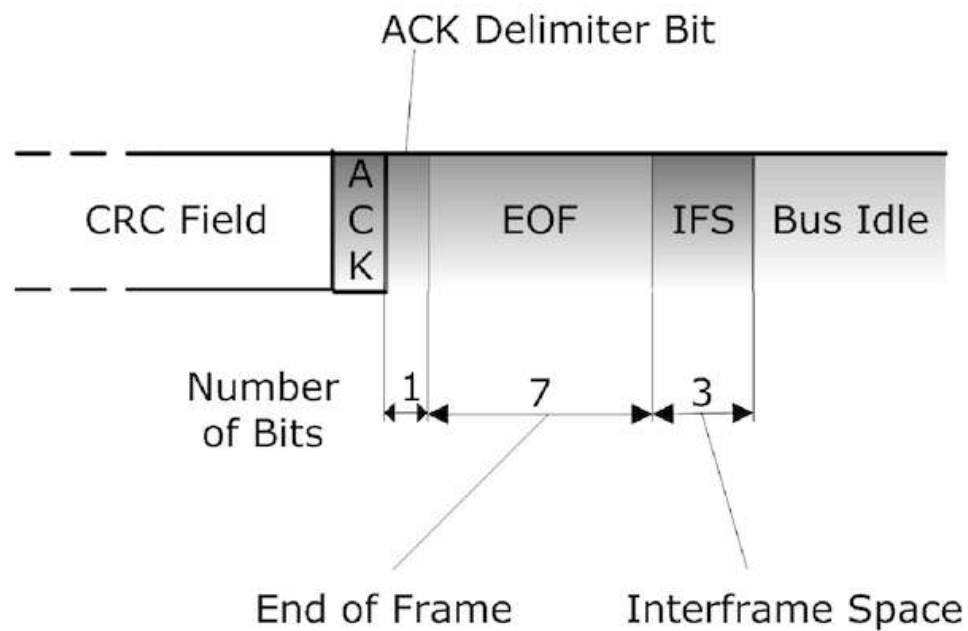 ACK Delimiter Bit
CRC Field
A
C
K
EOF
IFS
Bus Idle
Number
of Bits
1
7
3
End of Frame
Interframe Space